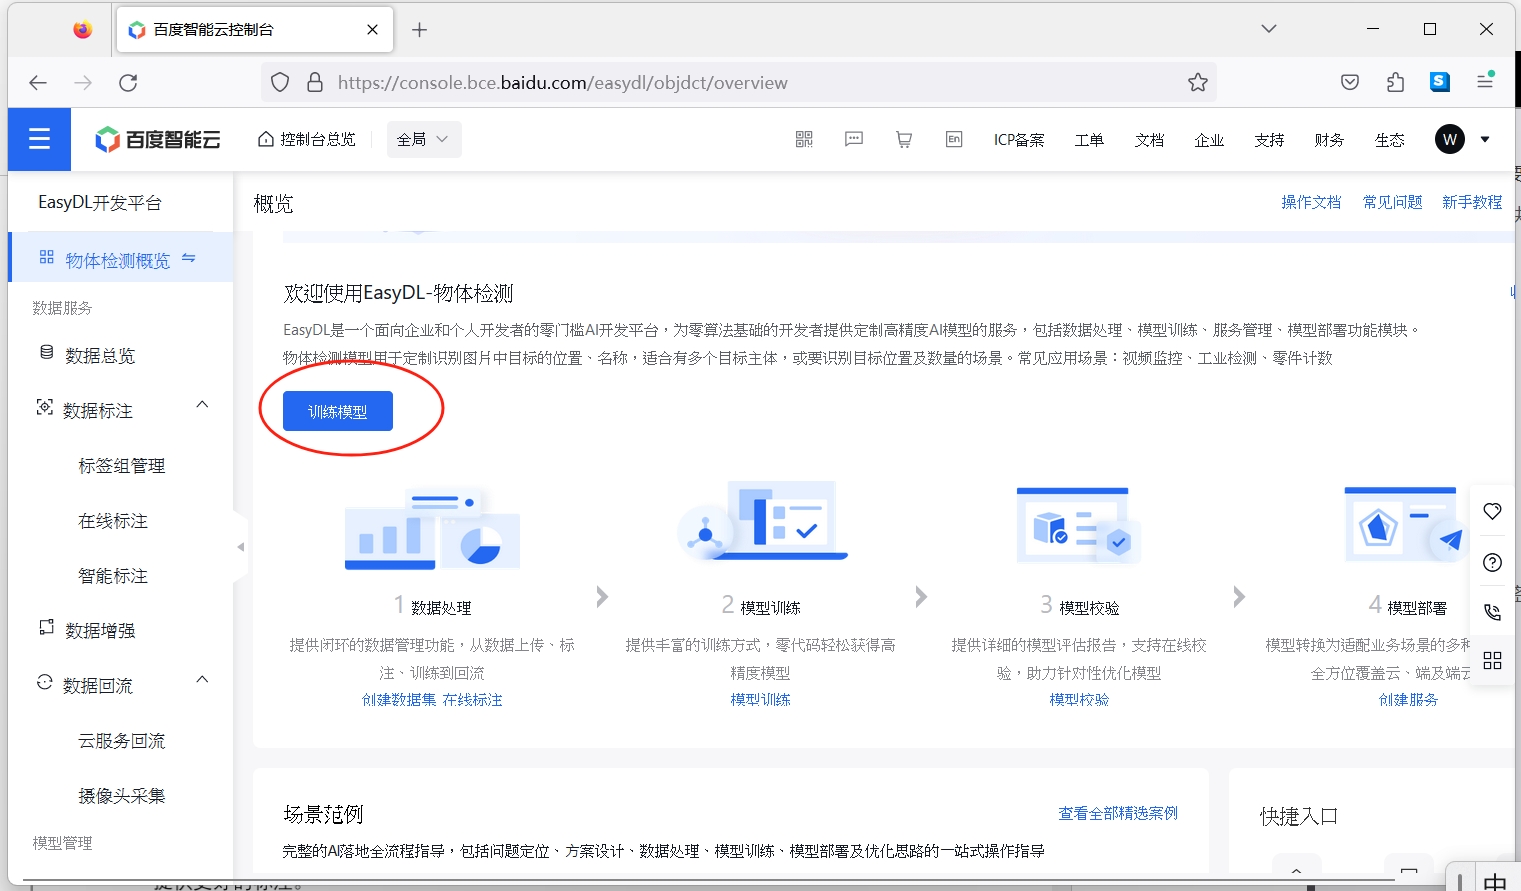 百度智能云控制台
https://console.bce.baidu.com/easydl/objdct/overview
百度智能云
控制台总览
全局
En
ICP备案
工单
文档
企业
支持
财务
生态
W
EasyDL开发平台
概览
操作文档
常见问题
新手教程
物体检测概览
数据服务
数据总览
数据标注
标签组管理
在线标注
智能标注
数据增强
数据回流
云服务回流
摄像头采集
模型管理
欢迎使用EasyDL-物体检测
EasyDL是一个面向企业和个人开发者的零门槛AI开发平台，为零算法基础的开发者提供定制高精度AI模型的服务，包括数据处理、模型训练、服务管理、模型部署功能模块。
物体检测模型用于定制识别图片中目标的位置、名称，适合有多个目标主体，或要识别目标位置及数量的场景。常见应用场景：视频监控、工业检测、零件计数
训练模型
1 数据处理
提供闭环的数据管理功能，从数据上传、标
注、训练到回流
创建数据集 在线标注
2 模型训练
提供丰富的训练方式，零代码轻松获得高
精度模型
模型训练
3 模型校验
提供详细的模型评估报告，支持在线校
验，助力针对性优化模型
模型校验
4 模型部署
模型转换为适配业务场景的多种
全方位覆盖云、端及端云
创建服务
场景范例
查看全部精选案例
完整的AI落地全流程指导，包括问题定位、方案设计、数据处理、模型训练、模型部署及优化思路的一站式操作指导
快捷入口
中